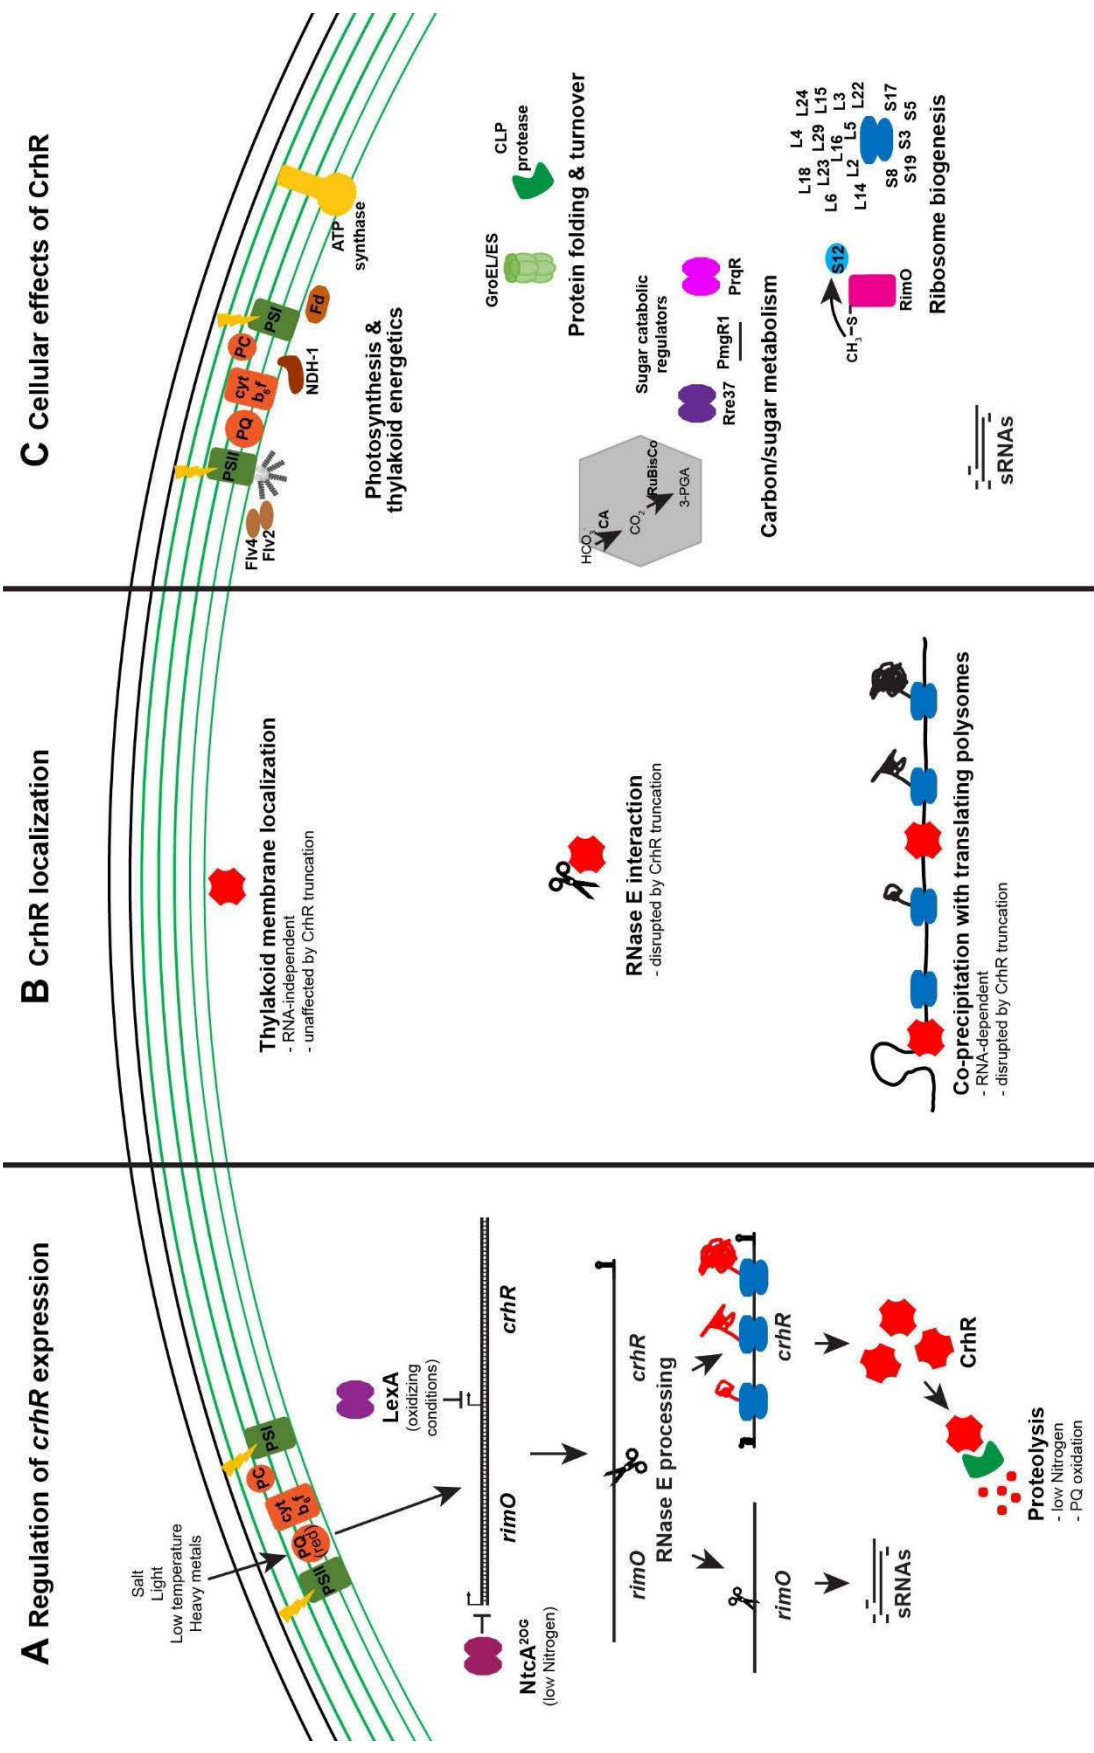 A Regulation of crhR expression
Salt
Light
Low temperature
Heavy metals
PSII
PQ
(red)
cyt
b₆f
PC
PSI
NtcA²ᴼᴳ
(low Nitrogen)
LexA
(oxidizing
conditions)
rimO
crhR
rimO
crhR
RNase E processing
rimO
crhR
sRNAs
CrhR
Proteolysis
- low Nitrogen
- PQ oxidation
B CrhR localization
Thylakoid membrane localization
- RNA-independent
- unaffected by CrhR truncation
RNase E interaction
- disrupted by CrhR truncation
Co-precipitation with translating polysomes
- RNA-dependent
- disrupted by CrhR truncation
C Cellular effects of CrhR
Flv4
Flv2
PSII
PQ
cyt
b₆f
PC
PSI
NDH-1
Fd
ATP
synthase
Photosynthesis &
thylakoid energetics
GroEL/ES
CLP
protease
Protein folding & turnover
HCO₃⁻
CA
CO₂
RuBisCo
3-PGA
Sugar catabolic
regulators
Rre37
PmgR1
PrqR
Carbon/sugar metabolism
sRNAs
CH₃–S–
S12
RimO
L18
L4
L24
L6
L23
L29
L15
L16
L3
L14
L2
L5
L22
S8
S17
S19
S3
S5
Ribosome biogenesis